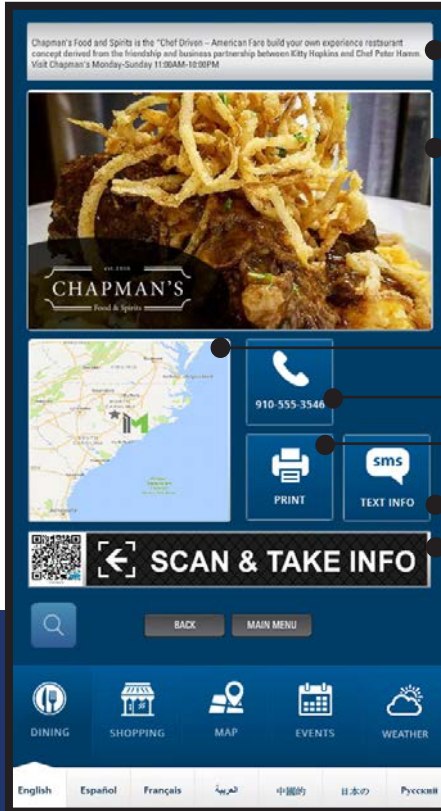 Chapman's Food and Spirits is the "Chef Driven – American Fare build your own experience restaurant
concept derived from the friendship and business partnership between Kitty Hopkins and Chef Peter Hamm
Visit Chapman's Monday-Sunday 11:00AM-10:00PM
est. 2010
CHAPMAN'S
Food & Spirits
M
910-555-3546
PRINT
sms
TEXT INFO
SCAN & TAKE INFO
BACK
MAIN MENU
DINING
SHOPPING
MAP
EVENTS
WEATHER
English
Español
Français
العربية
中國的
日本の
Русский